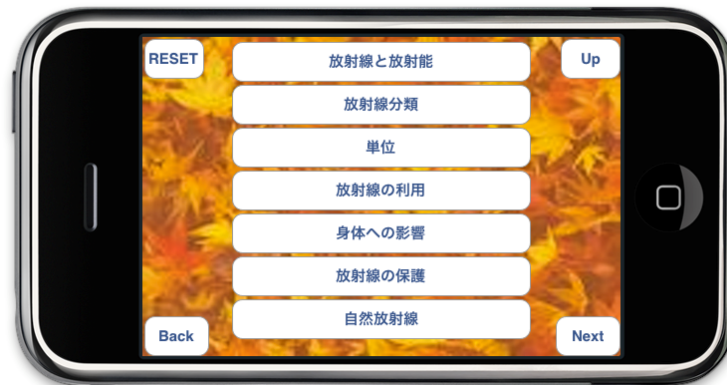 RESET
放射線と放射能
Up
放射線分類
単位
放射線の利用
身体への影響
放射線の保護
自然放射線
Back
Next